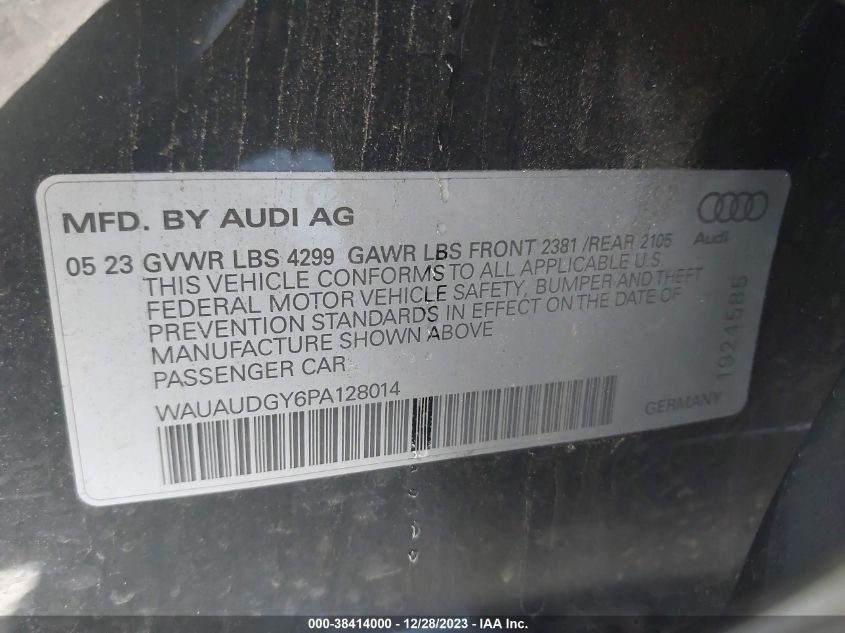 MFD. BY AUDI AG
Audi
05 23 GVWR LBS 4299 GAWR LBS FRONT 2381 /REAR 2105
THIS VEHICLE CONFORMS TO ALL APPLICABLE U.S.
FEDERAL MOTOR VEHICLE SAFETY, BUMPER AND THEFT
PREVENTION STANDARDS IN EFFECT ON THE DATE OF
MANUFACTURE SHOWN ABOVE
PASSENGER CAR
WAUAUDGY6PA128014
GERMANY
1924585
000-38414000 - 12/28/2023 - IAA Inc.